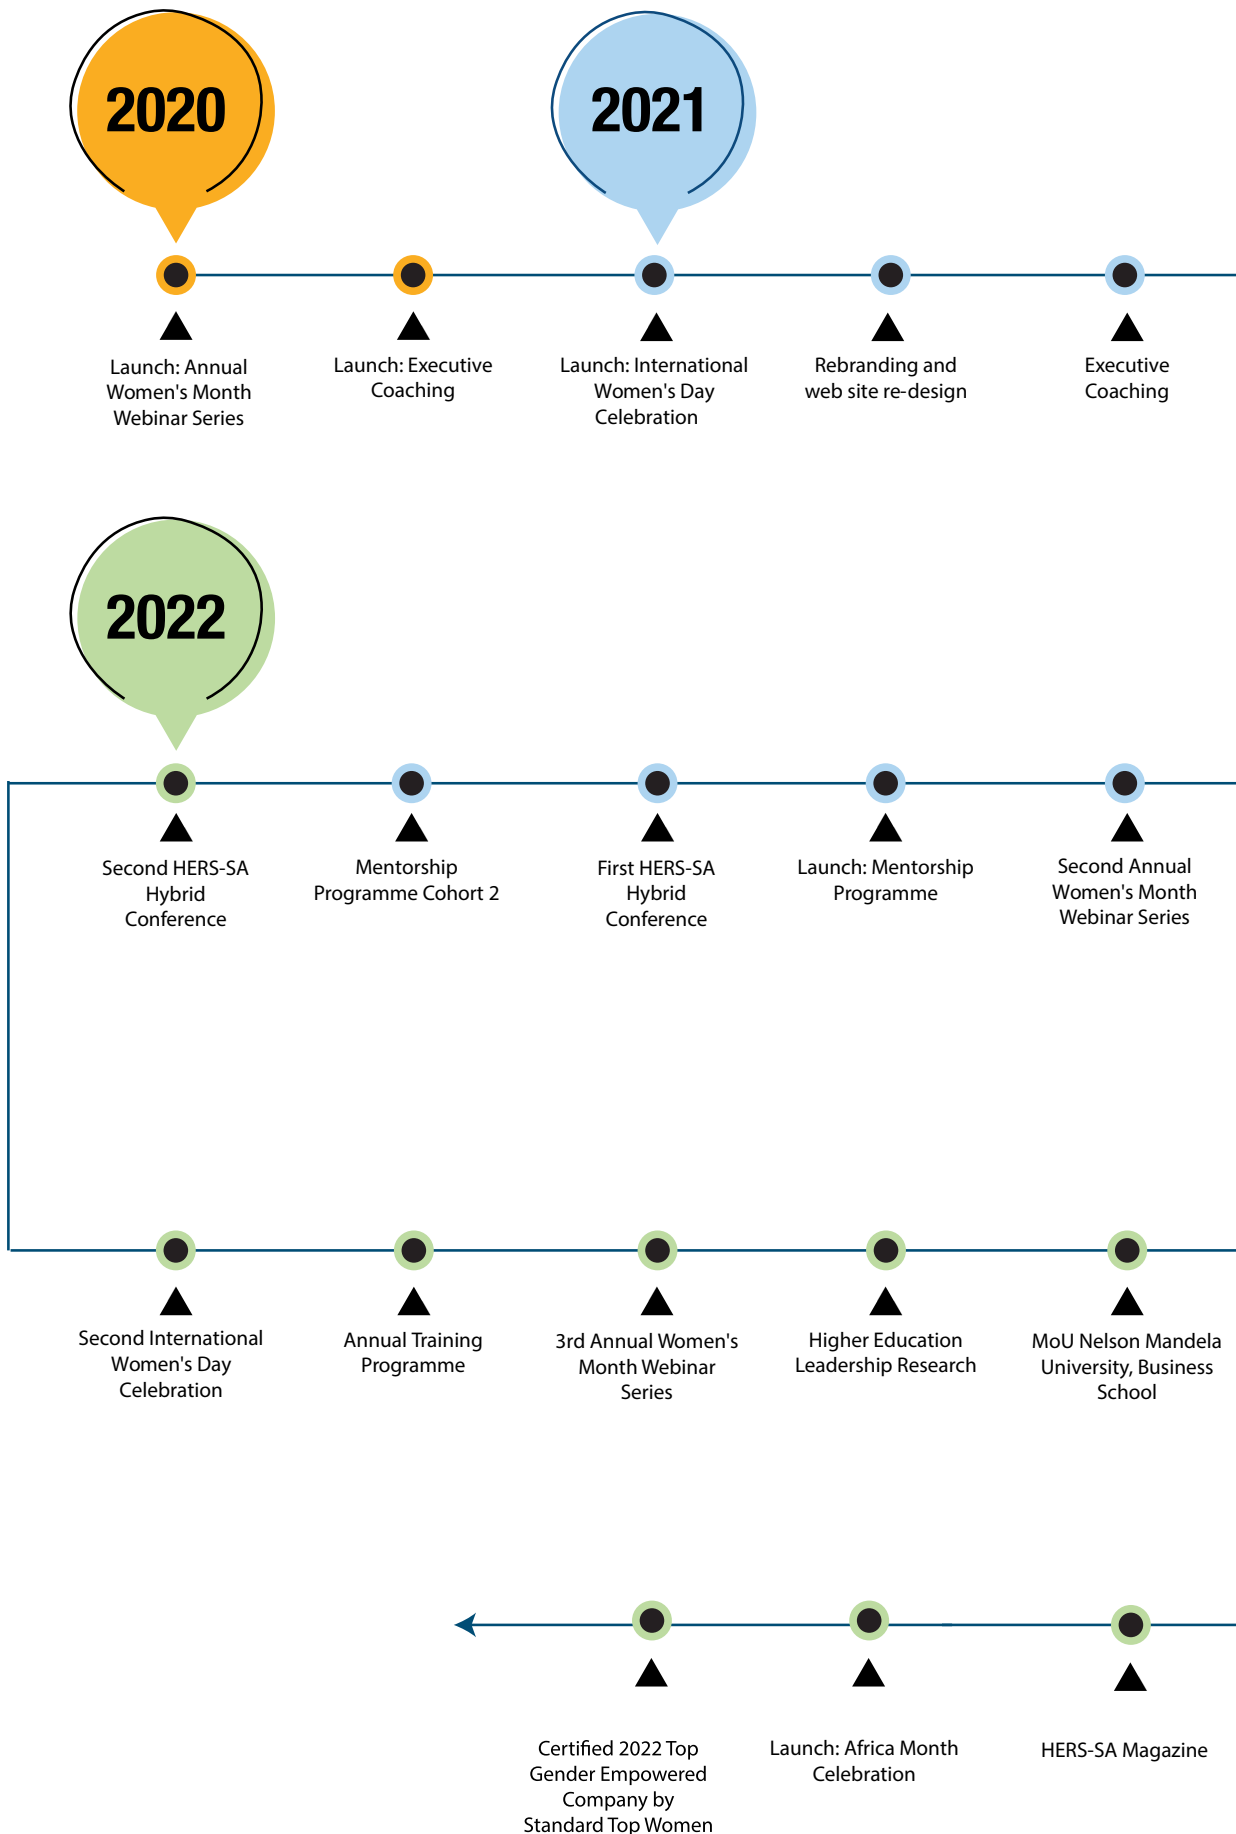 2020
2021
Launch: Annual
Women's Month
Webinar Series
Launch: Executive
Coaching
Launch: International
Women's Day
Celebration
Rebranding and
web site re-design
Executive
Coaching
2022
Second HERS-SA
Hybrid
Conference
Mentorship
Programme Cohort 2
First HERS-SA
Hybrid
Conference
Launch: Mentorship
Programme
Second Annual
Women's Month
Webinar Series
Second International
Women's Day
Celebration
Annual Training
Programme
3rd Annual Women's
Month Webinar
Series
Higher Education
Leadership Research
MoU Nelson Mandela
University, Business
School
Certified 2022 Top
Gender Empowered
Company by
Standard Top Women
Launch: Africa Month
Celebration
HERS-SA Magazine